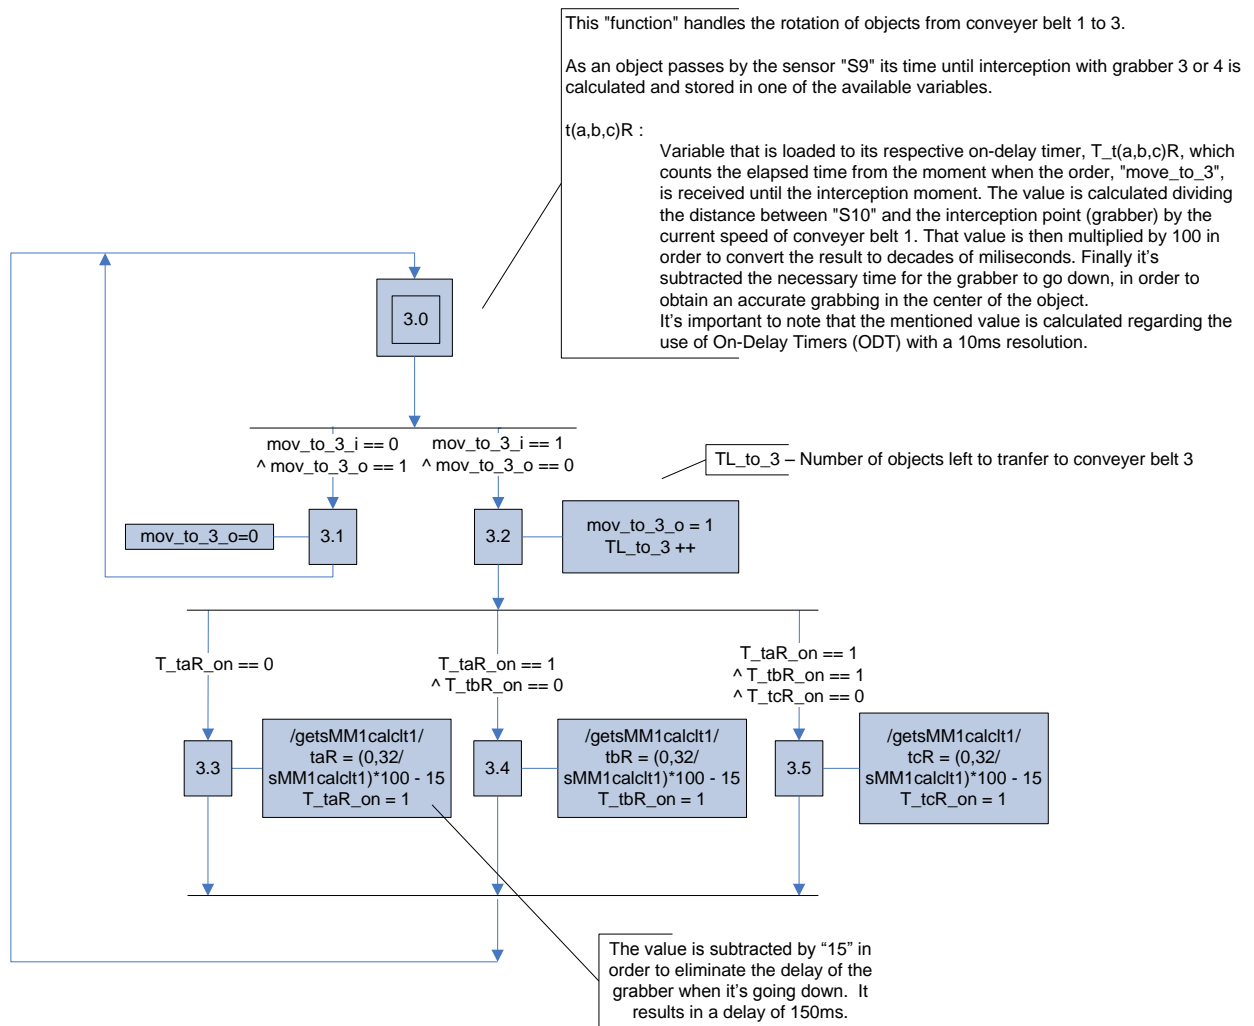 This "function" handles the rotation of objects from conveyer belt 1 to 3.
As an object passes by the sensor "S9" its time until interception with grabber 3 or 4 is
calculated and stored in one of the available variables.
t(a,b,c)R :
Variable that is loaded to its respective on-delay timer, T_t(a,b,c)R, which
counts the elapsed time from the moment when the order, "move_to_3",
is received until the interception moment. The value is calculated dividing
the distance between "S10" and the interception point (grabber) by the
current speed of conveyer belt 1. That value is then multiplied by 100 in
order to convert the result to decades of miliseconds. Finally it's
subtracted the necessary time for the grabber to go down, in order to
obtain an accurate grabbing in the center of the object.
It's important to note that the mentioned value is calculated regarding the
use of On-Delay Timers (ODT) with a 10ms resolution.
3.0
mov_to_3_i == 0
^ mov_to_3_o == 1
mov_to_3_i == 1
^ mov_to_3_o == 0
TL_to_3 – Number of objects left to tranfer to conveyer belt 3
mov_to_3_o=0
3.1
3.2
mov_to_3_o = 1
TL_to_3 ++
T_taR_on == 0
T_taR_on == 1
^ T_tbR_on == 0
T_taR_on == 1
^ T_tbR_on == 1
^ T_tcR_on == 0
3.3
/getsMM1calclt1/
taR = (0,32/
sMM1calclt1)*100 - 15
T_taR_on = 1
3.4
/getsMM1calclt1/
tbR = (0,32/
sMM1calclt1)*100 - 15
T_tbR_on = 1
3.5
/getsMM1calclt1/
tcR = (0,32/
sMM1calclt1)*100 - 15
T_tcR_on = 1
The value is subtracted by “15” in
order to eliminate the delay of the
grabber when it’s going down. It
results in a delay of 150ms.